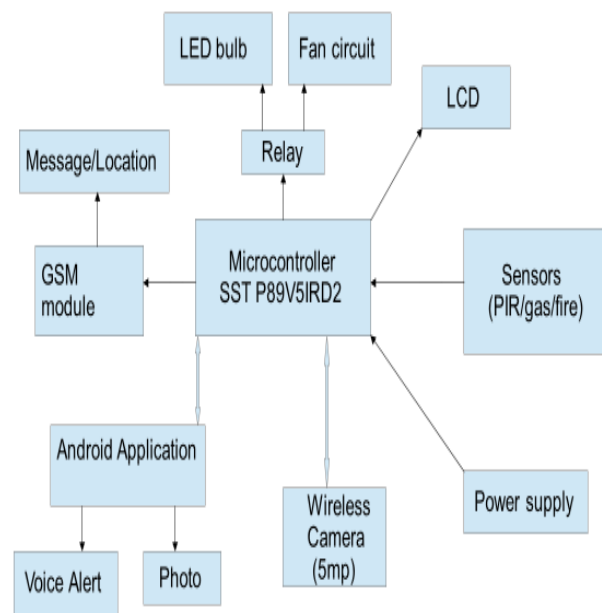 LED bulb
Fan circuit
LCD
Message/Location
Relay
GSM
module
Microcontroller
SST P89V5IRD2
Sensors
(PIR/gas/fire)
Android Application
Wireless
Camera
(5mp)
Power supply
Voice Alert
Photo